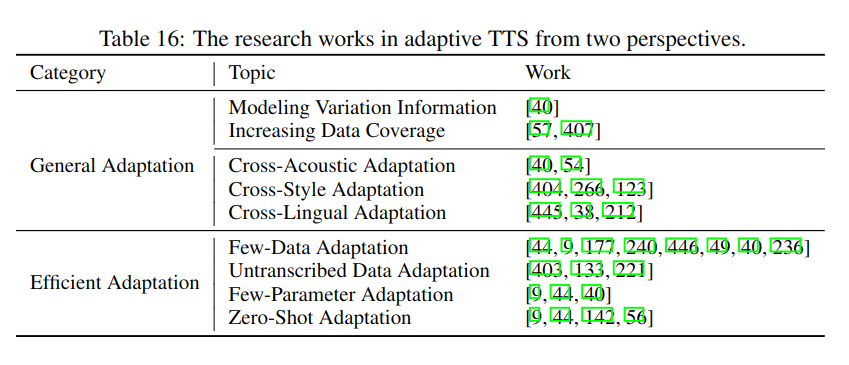 Table 16: The research works in adaptive TTS from two perspectives.
Category Topic Work
Modeling Variation Information [40]
Increasing Data Coverage [57, 407]
General Adaptation Cross-Acoustic Adaptation [40, 54]
Cross-Style Adaptation [404, 266, 123]
Cross-Lingual Adaptation [445, 38, 212]
Few-Data Adaptation [44, 9, 177, 240, 446, 49, 40, 236]
Efficient Adaptation Untranscribed Data Adaptation [403, 133, 221]
Few-Parameter Adaptation [9, 44, 40]
Zero-Shot Adaptation [9, 44, 142, 56]